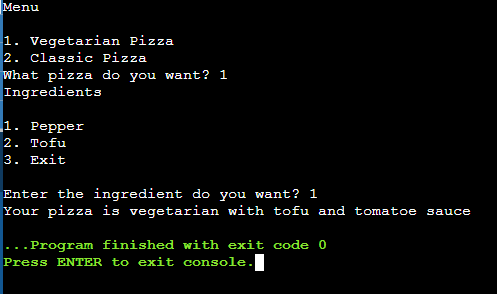 Menu
1. Vegetarian Pizza
2. Classic Pizza
What pizza do you want? 1
Ingredients
1. Pepper
2. Tofu
3. Exit
Enter the ingredient do you want? 1
Your pizza is vegetarian with tofu and tomatoe sauce
...Program finished with exit code 0
Press ENTER to exit console.